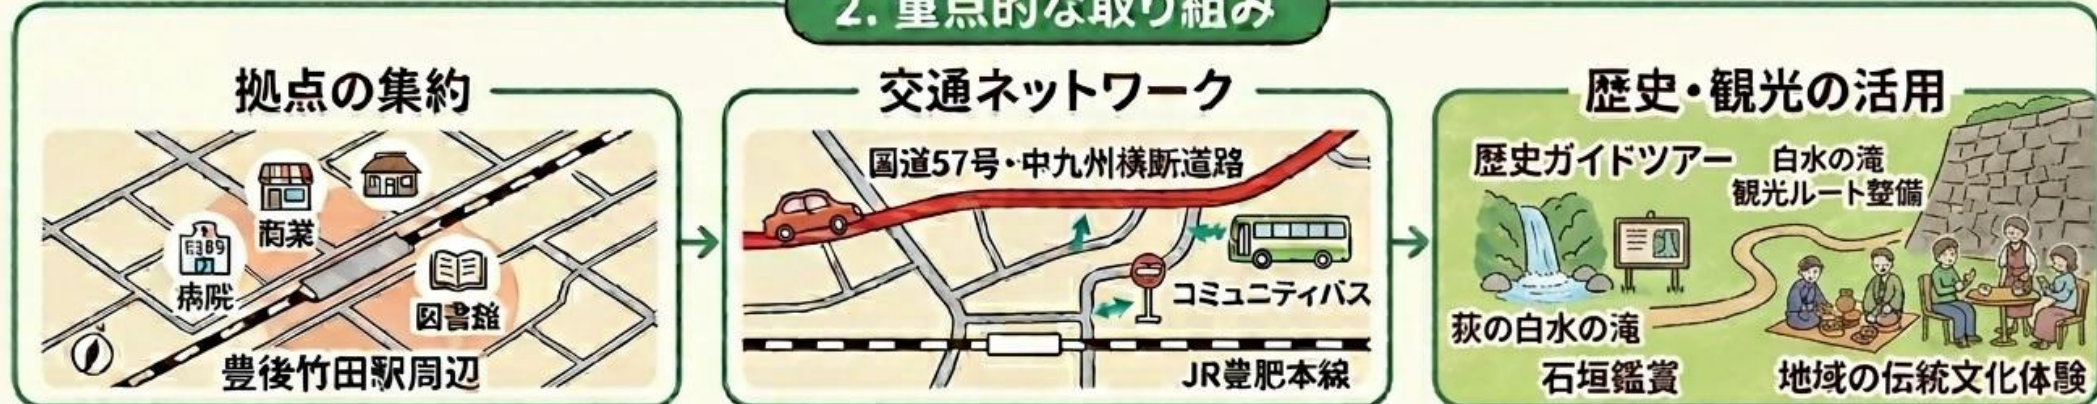 2. 重点的な取り組み
拠点の集約
商業
病院
図書館
豊後竹田駅周辺
交通ネットワーク
国道57号・中九州横断道路
コミュニティバス
JR豊肥本線
歴史・観光の活用
歴史ガイドツアー
白水の滝
観光ルート整備
荻の白水の滝
石垣鑑賞
地域の伝統文化体験